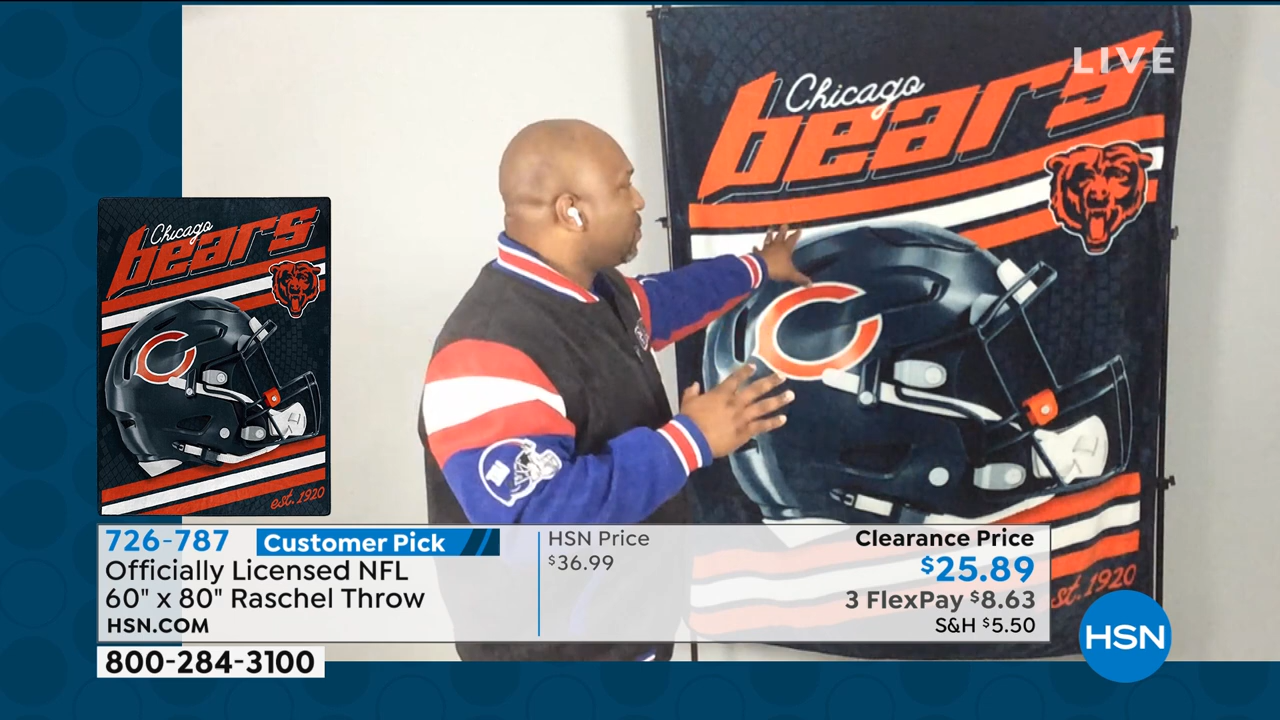 LIVE
Chicago
bears
est. 1920
Chicago
bears
est. 1920
726-787
Customer Pick
Officially Licensed NFL
60" x 80" Raschel Throw
HSN.COM
HSN Price
$36.99
Clearance Price
$25.89
3 FlexPay $8.63
S&H $5.50
HSN
800-284-3100